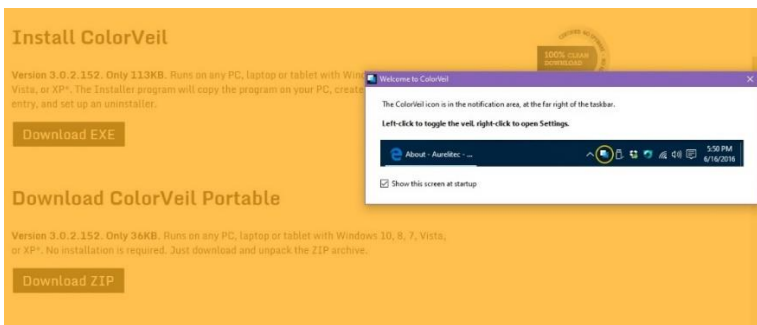 Install ColorVeil
Version 3.0.2.152. Only 113KB. Runs on any PC, laptop or tablet with
Vista, or XP*. The Installer program will copy the program on your PC, create
entry, and set up an uninstaller.
Download EXE
100% CLEAN
DOWNLOAD
Welcome to ColorVeil
The ColorVeil icon is in the notification area, at the far right of the taskbar.
Left-click to toggle the veil, right-click to open Settings.
About - Aurelitec - ...
5:50 PM
6/16/2016
Show this screen at startup
Download ColorVeil Portable
Version 3.0.2.152. Only 36KB. Runs on any PC, laptop or tablet with Windows 10, 8, 7, Vista,
or XP*. No installation is required. Just download and unpack the ZIP archive.
Download ZIP